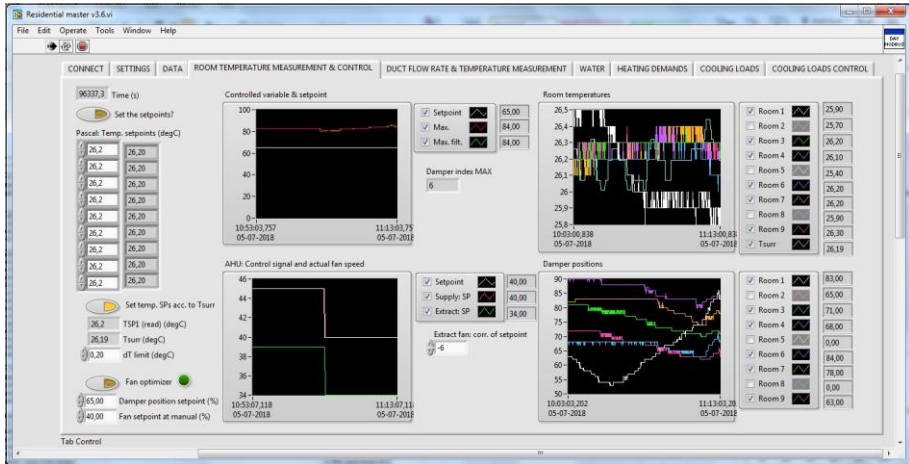 Residential master v3.6.vi
File Edit Operate Tools Window Help
DAY
MODBUS
CONNECT SETTINGS DATA ROOM TEMPERATURE MEASUREMENT & CONTROL DUCT FLOW RATE & TEMPERATURE MEASUREMENT WATER HEATING DEMANDS COOLING LOADS COOLING LOADS CONTROL
96337,3 Time (s)
Set the setpoints?
Pascal: Temp. setpoints (degC)
26,2 26,20
26,2 26,20
26,2 26,20
26,2 26,20
26,2 26,20
26,2 26,20
26,2 26,20
26,2 26,20
26,2 26,20
Set temp. SPs acc. to Tsurr
26,2 TSP1 (read) (degC)
26,19 Tsurr (degC)
0,20 dT limit (degC)
Fan optimizer
65,00 Damper position setpoint (%)
40,00 Fan setpoint at manual (%)
Controlled variable & setpoint
100
80
60
40
20
0
10:53:03,757
05-07-2018
11:13:03,75
05-07-2018
Setpoint 65,00
Max. 84,00
Max. filt. 84,00
Damper index MAX
6
Room temperatures
26,5
26,4
26,3
26,2
26,1
26
25,9
25,8
10:03:00,838
05-07-2018
11:13:00,838
05-07-2018
Room 1 25,90
Room 2 25,70
Room 3 26,20
Room 4 26,10
Room 5 25,40
Room 6 26,20
Room 7 26,20
Room 8 25,90
Room 9 26,30
Tsurr 26,19
AHU: Control signal and actual fan speed
46
44
42
40
38
36
34
10:53:07,118
05-07-2018
11:13:07,11
05-07-2018
Setpoint 40,00
Supply: SP 40,00
Extract: SP 34,00
Extract fan: corr. of setpoint
-6
Damper positions
90
85
80
75
70
65
60
55
50
10:03:03,202
05-07-2018
11:13:03,20
05-07-2018
Room 1 83,00
Room 2 65,00
Room 3 71,00
Room 4 68,00
Room 5 0,00
Room 6 84,00
Room 7 78,00
Room 8 0,00
Room 9 63,00
Tab Control